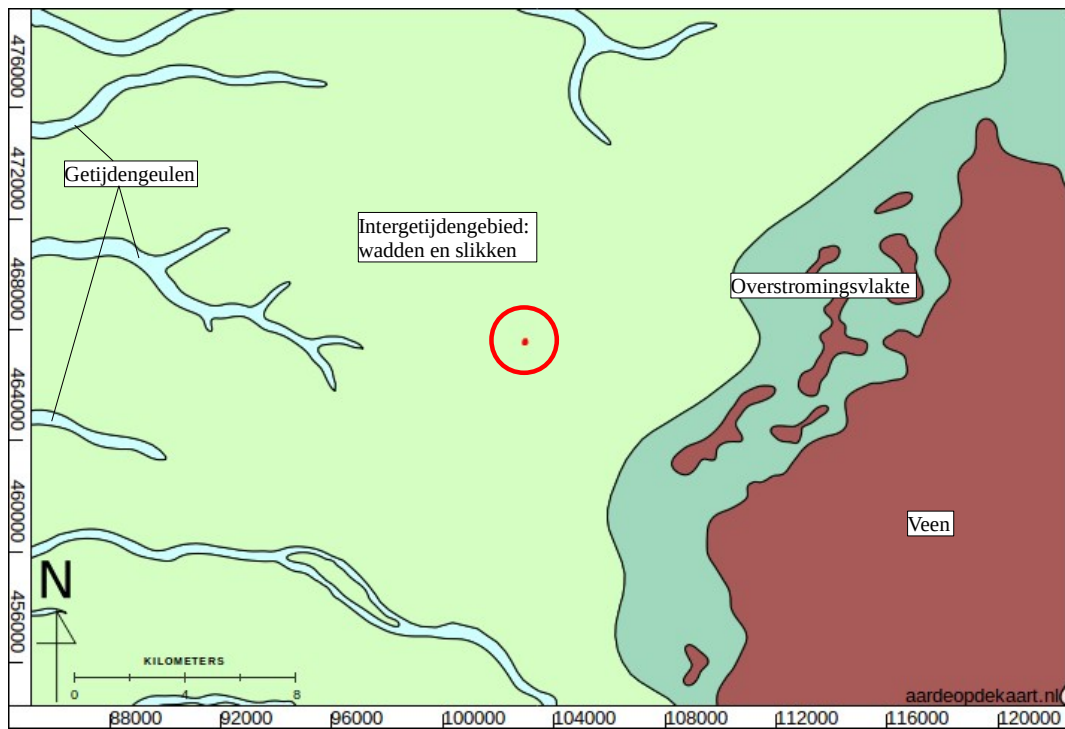 476000
472000
468000
464000
460000
456000
Getijdengeulen
Intergetijdengebied:
wadden en slikken
Overstromingsvlakte
Veen
N
KILOMETERS
0 4 8
aardeopdekaart.nl
88000 92000 96000 100000 104000 108000 112000 116000 120000